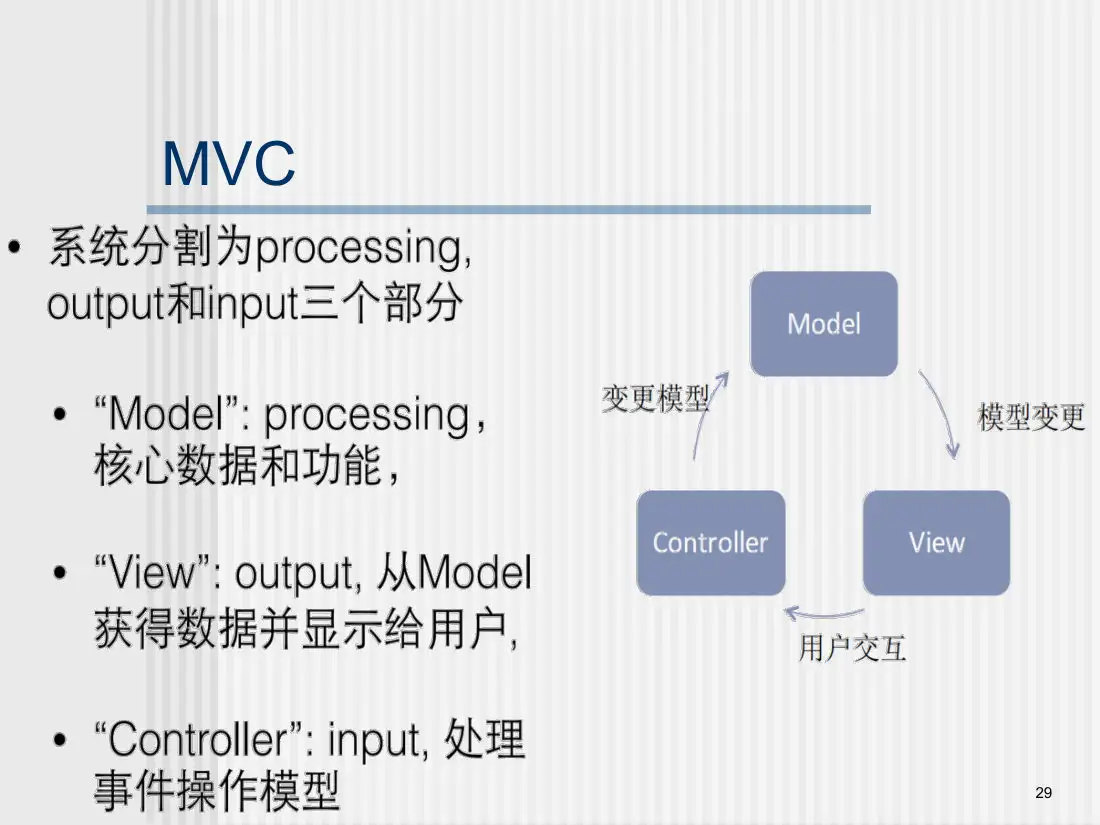 MVC
• 系统分割为processing,
output和input三个部分
• “Model”: processing，
核心数据和功能，
• “View”: output, 从Model
获得数据并显示给用户,
• “Controller”: input, 处理
事件操作模型
Model
变更模型
模型变更
Controller
View
用户交互
29